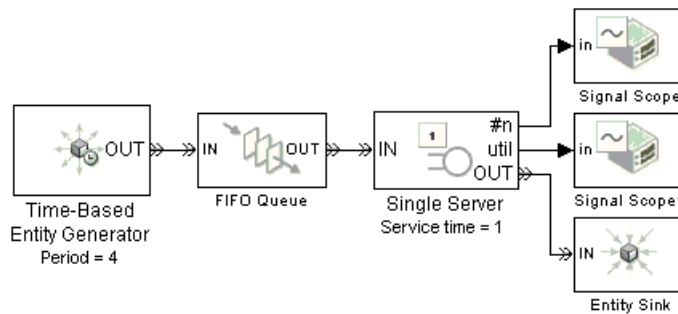 in
Signal Scope
#n
util
OUT
IN
1
in
Signal Scope
OUT
IN
OUT
Time-Based
Entity Generator
Period = 4
FIFO Queue
Single Server
Service time = 1
IN
Entity Sink